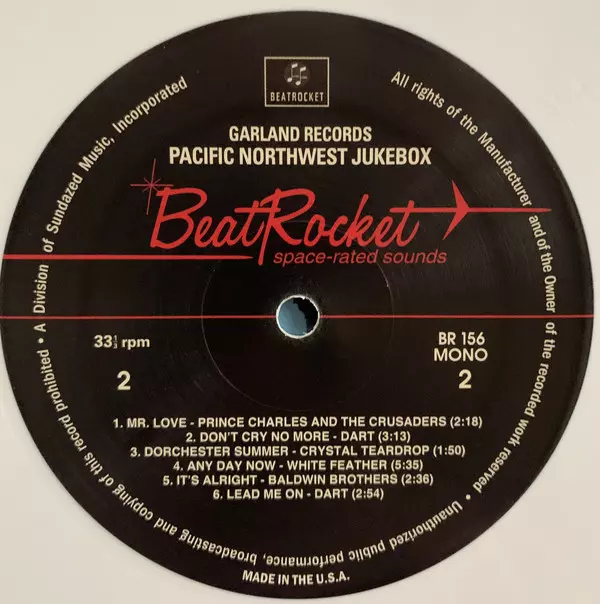 BEATROCKET
GARLAND RECORDS
PACIFIC NORTHWEST JUKEBOX
BeatRocket
space-rated sounds
33⅓ rpm
BR 156
MONO
2
2
1. MR. LOVE - PRINCE CHARLES AND THE CRUSADERS (2:18)
2. DON'T CRY NO MORE - DART (3:13)
3. DORCHESTER SUMMER - CRYSTAL TEARDROP (1:50)
4. ANY DAY NOW - WHITE FEATHER (5:35)
5. IT'S ALRIGHT - BALDWIN BROTHERS (2:36)
6. LEAD ME ON - DART (2:54)
• A Division of Sundazed Music, Incorporated
All rights of the Manufacturer and of the Owner of the recorded work reserved • Unauthorized public performance, broadcasting and copying of this record prohibited
MADE IN THE U.S.A.